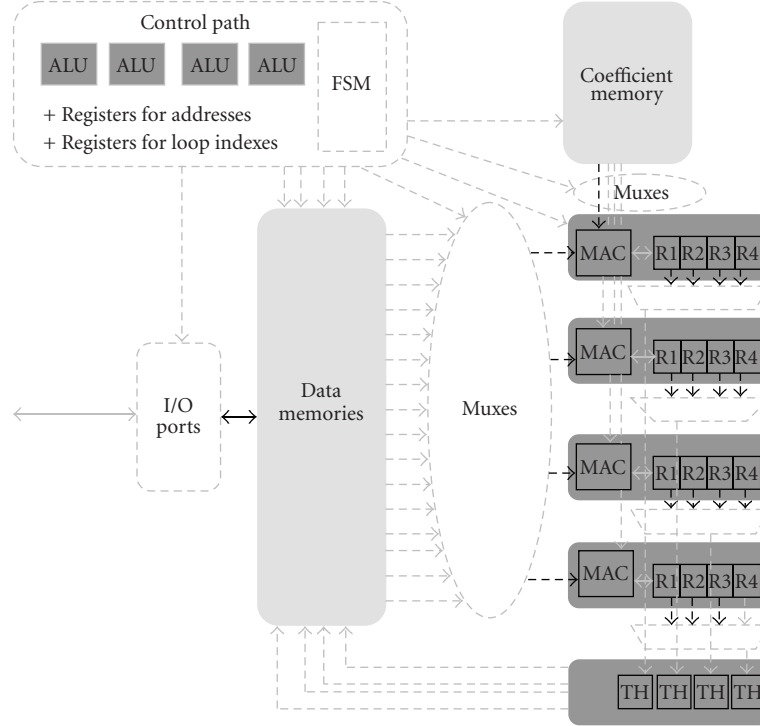 Control path
ALU ALU ALU ALU
FSM
+ Registers for addresses
+ Registers for loop indexes
Coefficient
memory
Muxes
MAC R1 R2 R3 R4
MAC R1 R2 R3 R4
I/O
ports
Data
memories
Muxes
MAC R1 R2 R3 R4
MAC R1 R2 R3 R4
TH TH TH TH